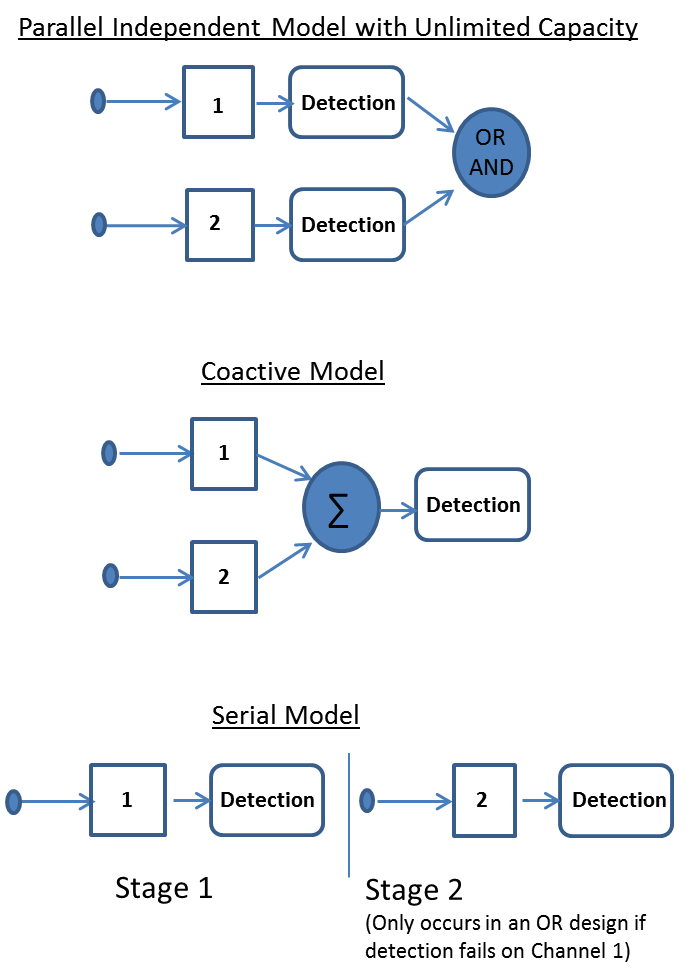 Parallel Independent Model with Unlimited Capacity
1
Detection
OR
AND
2
Detection
Coactive Model
1
∑
Detection
2
Serial Model
1
Detection
2
Detection
Stage 1
Stage 2
(Only occurs in an OR design if
detection fails on Channel 1)